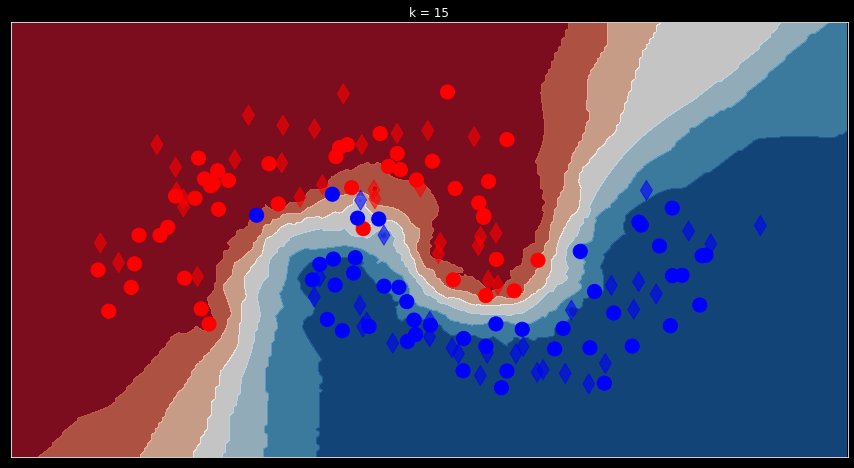 k = 15